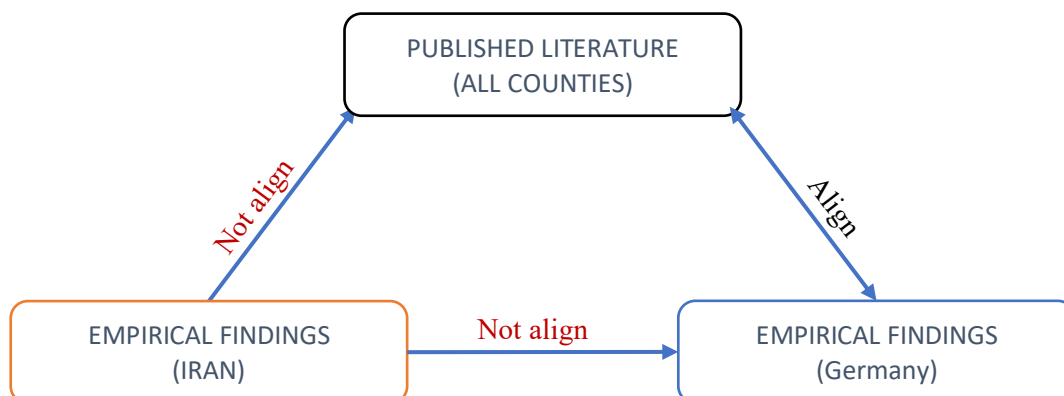 PUBLISHED LITERATURE
(ALL COUNTIES)
Not align
Align
EMPIRICAL FINDINGS
(IRAN)
Not align
EMPIRICAL FINDINGS
(Germany)